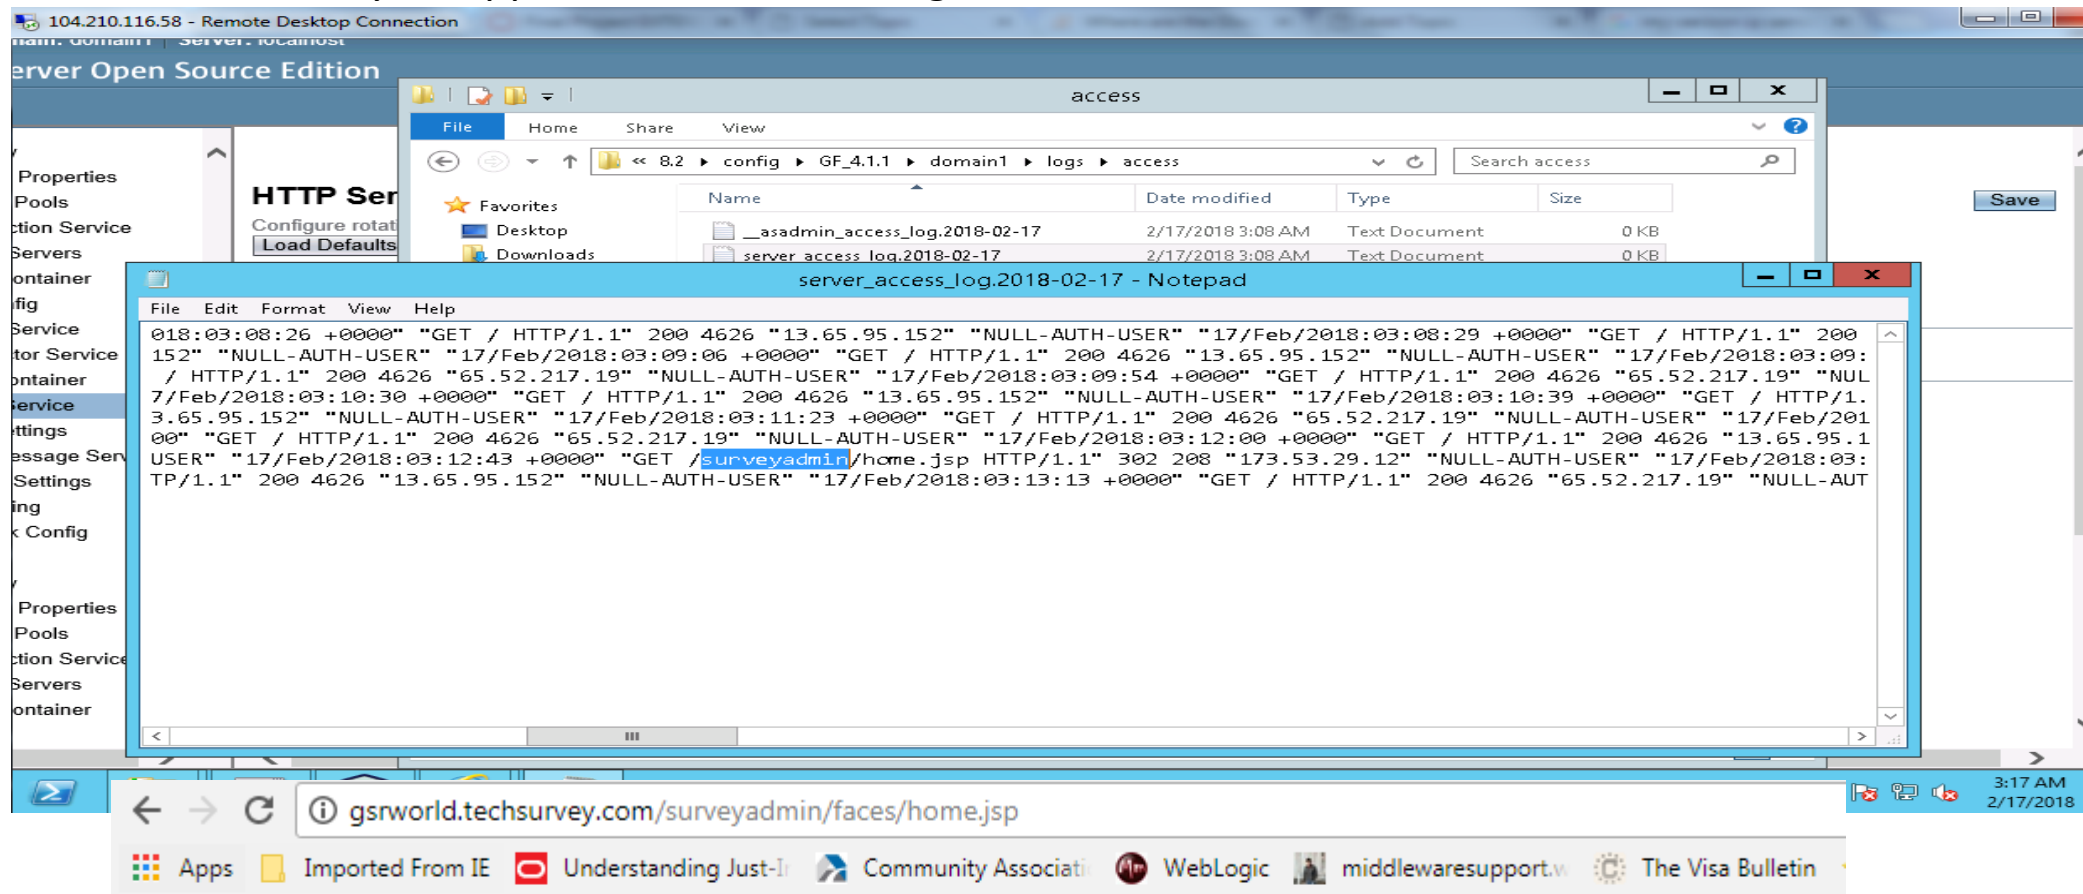 104.210.116.58 - Remote Desktop Connection
main: domain1 Server: localhost
erver Open Source Edition
access
File Home Share View
« 8.2 config GF_4.1.1 domain1 logs access
Search access
Properties
Pools
ction Service
Servers
ontainer
fig
Service
tor Service
ontainer
Service
ttings
essage Serv
Settings
ing
k Config
Properties
Pools
ction Service
Servers
ontainer
HTTP Ser
Configure rotat
Load Defaults
Save
Favorites
Desktop
Downloads
Name Date modified Type Size
__asadmin_access_log.2018-02-17 2/17/2018 3:08 AM Text Document 0 KB
server_access_log.2018-02-17 2/17/2018 3:08 AM Text Document 0 KB
server_access_log.2018-02-17 - Notepad
File Edit Format View Help
018:03:08:26 +0000" "GET / HTTP/1.1" 200 4626 "13.65.95.152" "NULL-AUTH-USER" "17/Feb/2018:03:08:29 +0000" "GET / HTTP/1.1" 200
152" "NULL-AUTH-USER" "17/Feb/2018:03:09:06 +0000" "GET / HTTP/1.1" 200 4626 "13.65.95.152" "NULL-AUTH-USER" "17/Feb/2018:03:09:
/ HTTP/1.1" 200 4626 "65.52.217.19" "NULL-AUTH-USER" "17/Feb/2018:03:09:54 +0000" "GET / HTTP/1.1" 200 4626 "65.52.217.19" "NUL
7/Feb/2018:03:10:30 +0000" "GET / HTTP/1.1" 200 4626 "13.65.95.152" "NULL-AUTH-USER" "17/Feb/2018:03:10:39 +0000" "GET / HTTP/1.
3.65.95.152" "NULL-AUTH-USER" "17/Feb/2018:03:11:23 +0000" "GET / HTTP/1.1" 200 4626 "65.52.217.19" "NULL-AUTH-USER" "17/Feb/201
00" "GET / HTTP/1.1" 200 4626 "65.52.217.19" "NULL-AUTH-USER" "17/Feb/2018:03:12:00 +0000" "GET / HTTP/1.1" 200 4626 "13.65.95.1
USER" "17/Feb/2018:03:12:43 +0000" "GET /surveyadmin/home.jsp HTTP/1.1" 302 208 "173.53.29.12" "NULL-AUTH-USER" "17/Feb/2018:03:
TP/1.1" 200 4626 "13.65.95.152" "NULL-AUTH-USER" "17/Feb/2018:03:13:13 +0000" "GET / HTTP/1.1" 200 4626 "65.52.217.19" "NULL-AUT
3:17 AM
2/17/2018
gsrworld.techsurvey.com/surveyadmin/faces/home.jsp
Apps Imported From IE Understanding Just-I Community Associati WebLogic middlewaresupport.w The Visa Bulletin